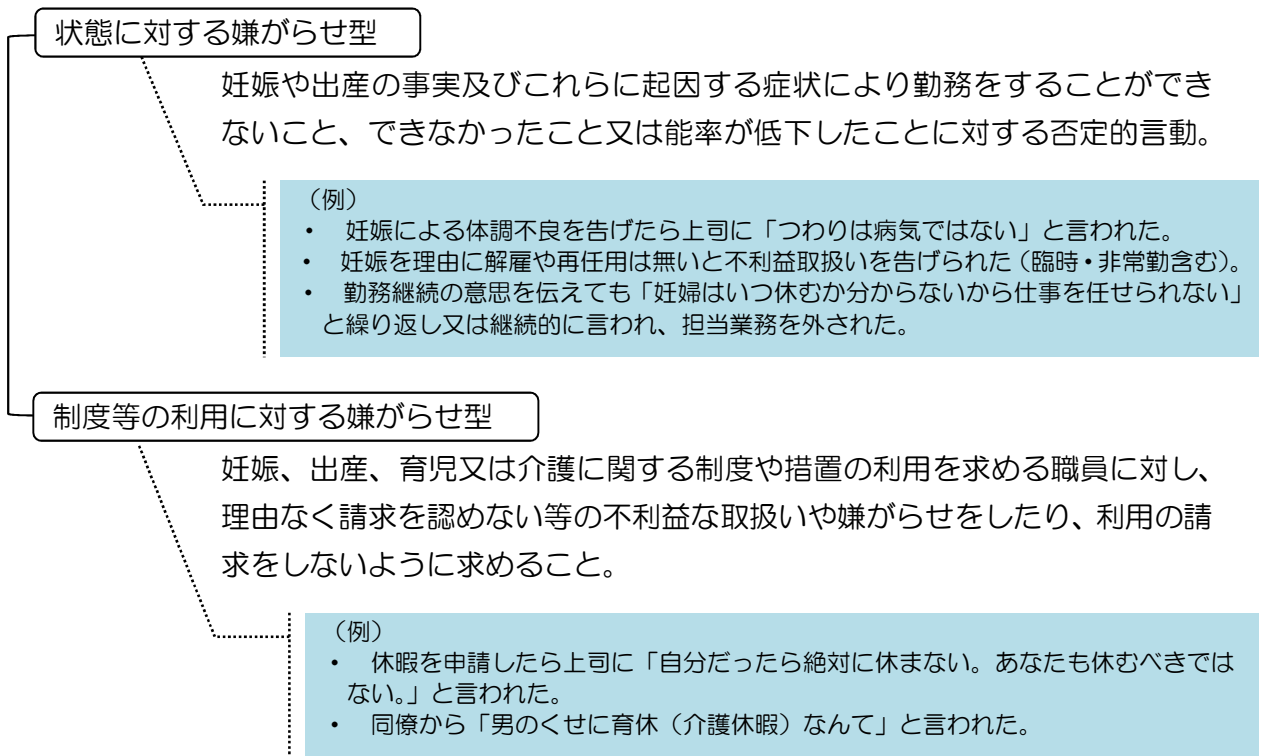 状態に対する嫌がらせ型
妊娠や出産の事実及びこれらに起因する症状により勤務をすることができ
ないこと、できなかったこと又は能率が低下したことに対する否定的言動。
（例）
・　妊娠による体調不良を告げたら上司に「つわりは病気ではない」と言われた。
・　妊娠を理由に解雇や再任用は無いと不利益取扱いを告げられた（臨時・非常勤含む）。
・　勤務継続の意思を伝えても「妊婦はいつ休むか分からないから仕事を任せられない」
と繰り返し又は継続的に言われ、担当業務を外された。
制度等の利用に対する嫌がらせ型
妊娠、出産、育児又は介護に関する制度や措置の利用を求める職員に対し、
理由なく請求を認めない等の不利益な取扱いや嫌がらせをしたり、利用の請
求をしないように求めること。
（例）
・　休暇を申請したら上司に「自分だったら絶対に休まない。あなたも休むべきでは
ない。」と言われた。
・　同僚から「男のくせに育休（介護休暇）なんて」と言われた。